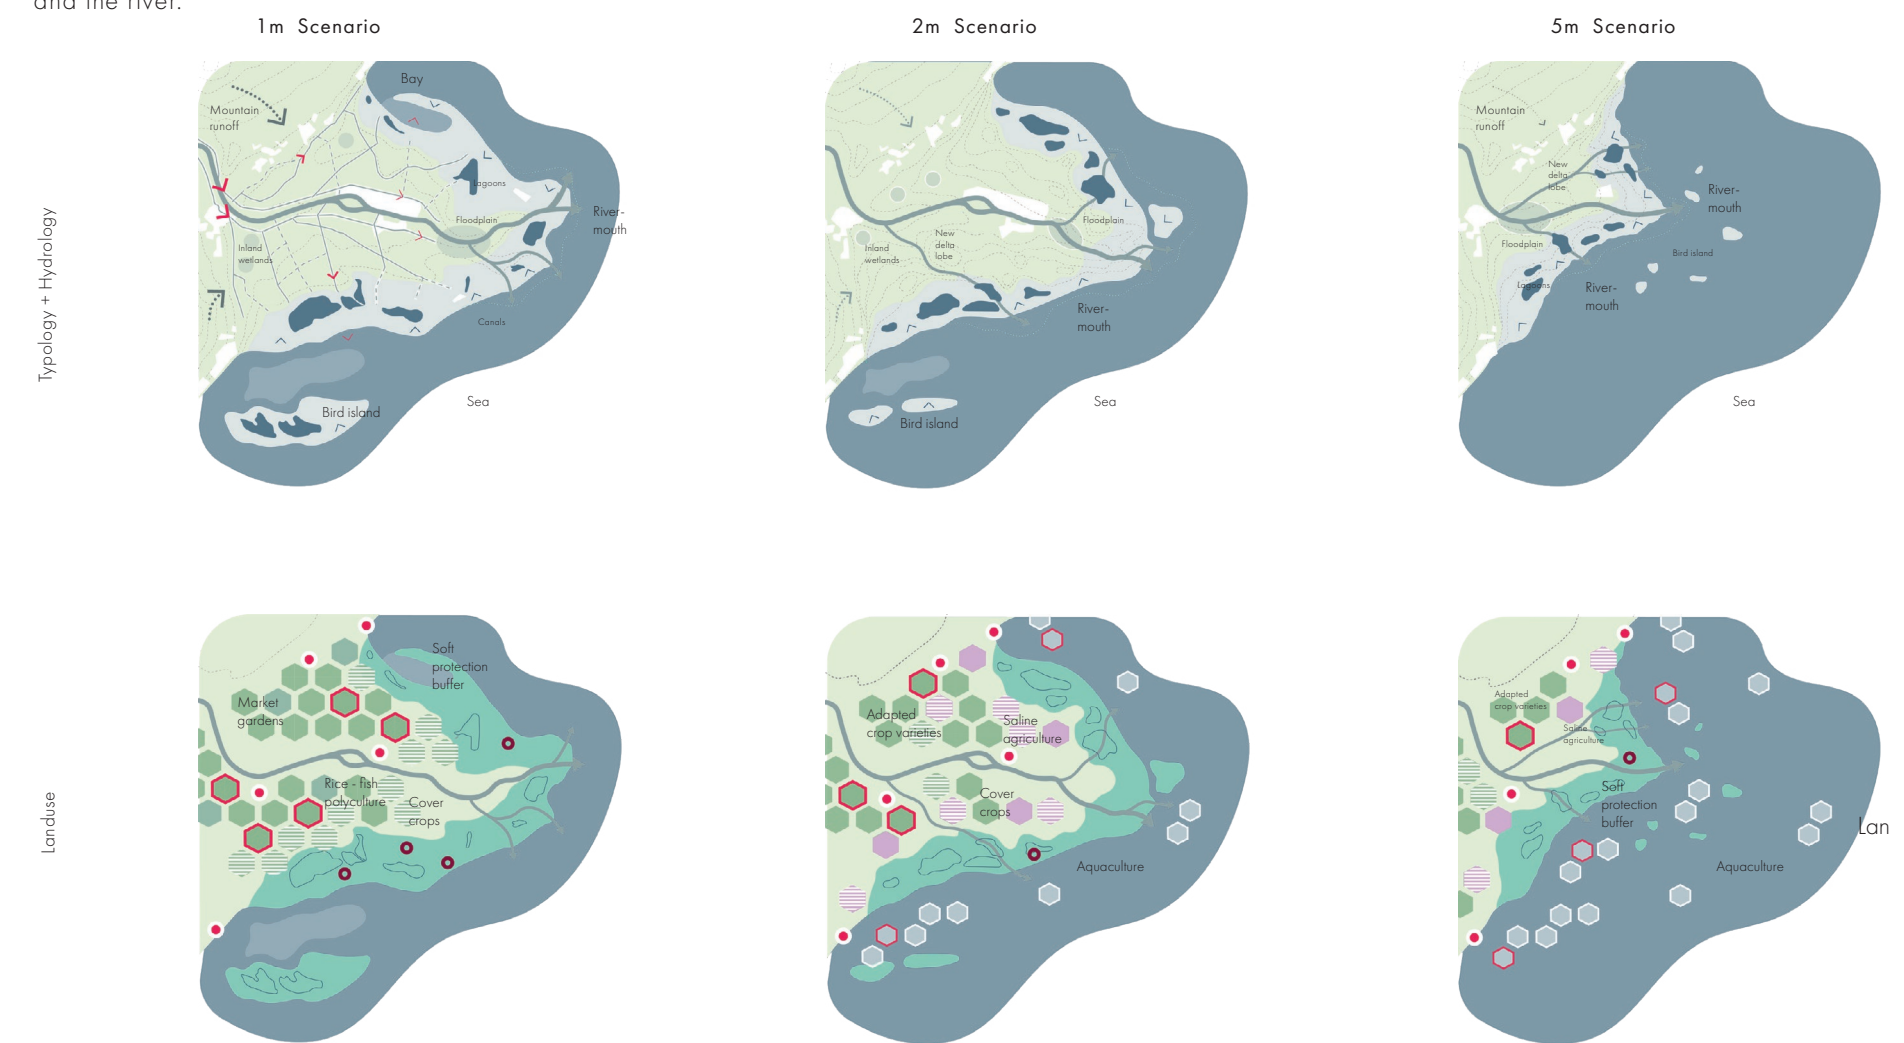 and the river.
1m Scenario
2m Scenario
5m Scenario
Typology + Hydrology
Bay
Mountain
runoff
Lagoons
Floodplain
River-
mouth
Inland
wetlands
Canals
Sea
Bird island
Floodplain
New
delta
lobe
Inland
wetlands
River-
mouth
Sea
Bird island
Mountain
runoff
New
delta
lobe
River-
mouth
Floodplain
Bird island
Lagoons
River-
mouth
Sea
Landuse
Soft
protection
buffer
Market
gardens
Rice - fish
polyculture
Cover
crops
Adapted
crop varieties
Saline
agriculture
Cover
crops
Aquaculture
Adapted
crop varieties
Saline
agriculture
Soft
protection
buffer
Aquaculture
Lan